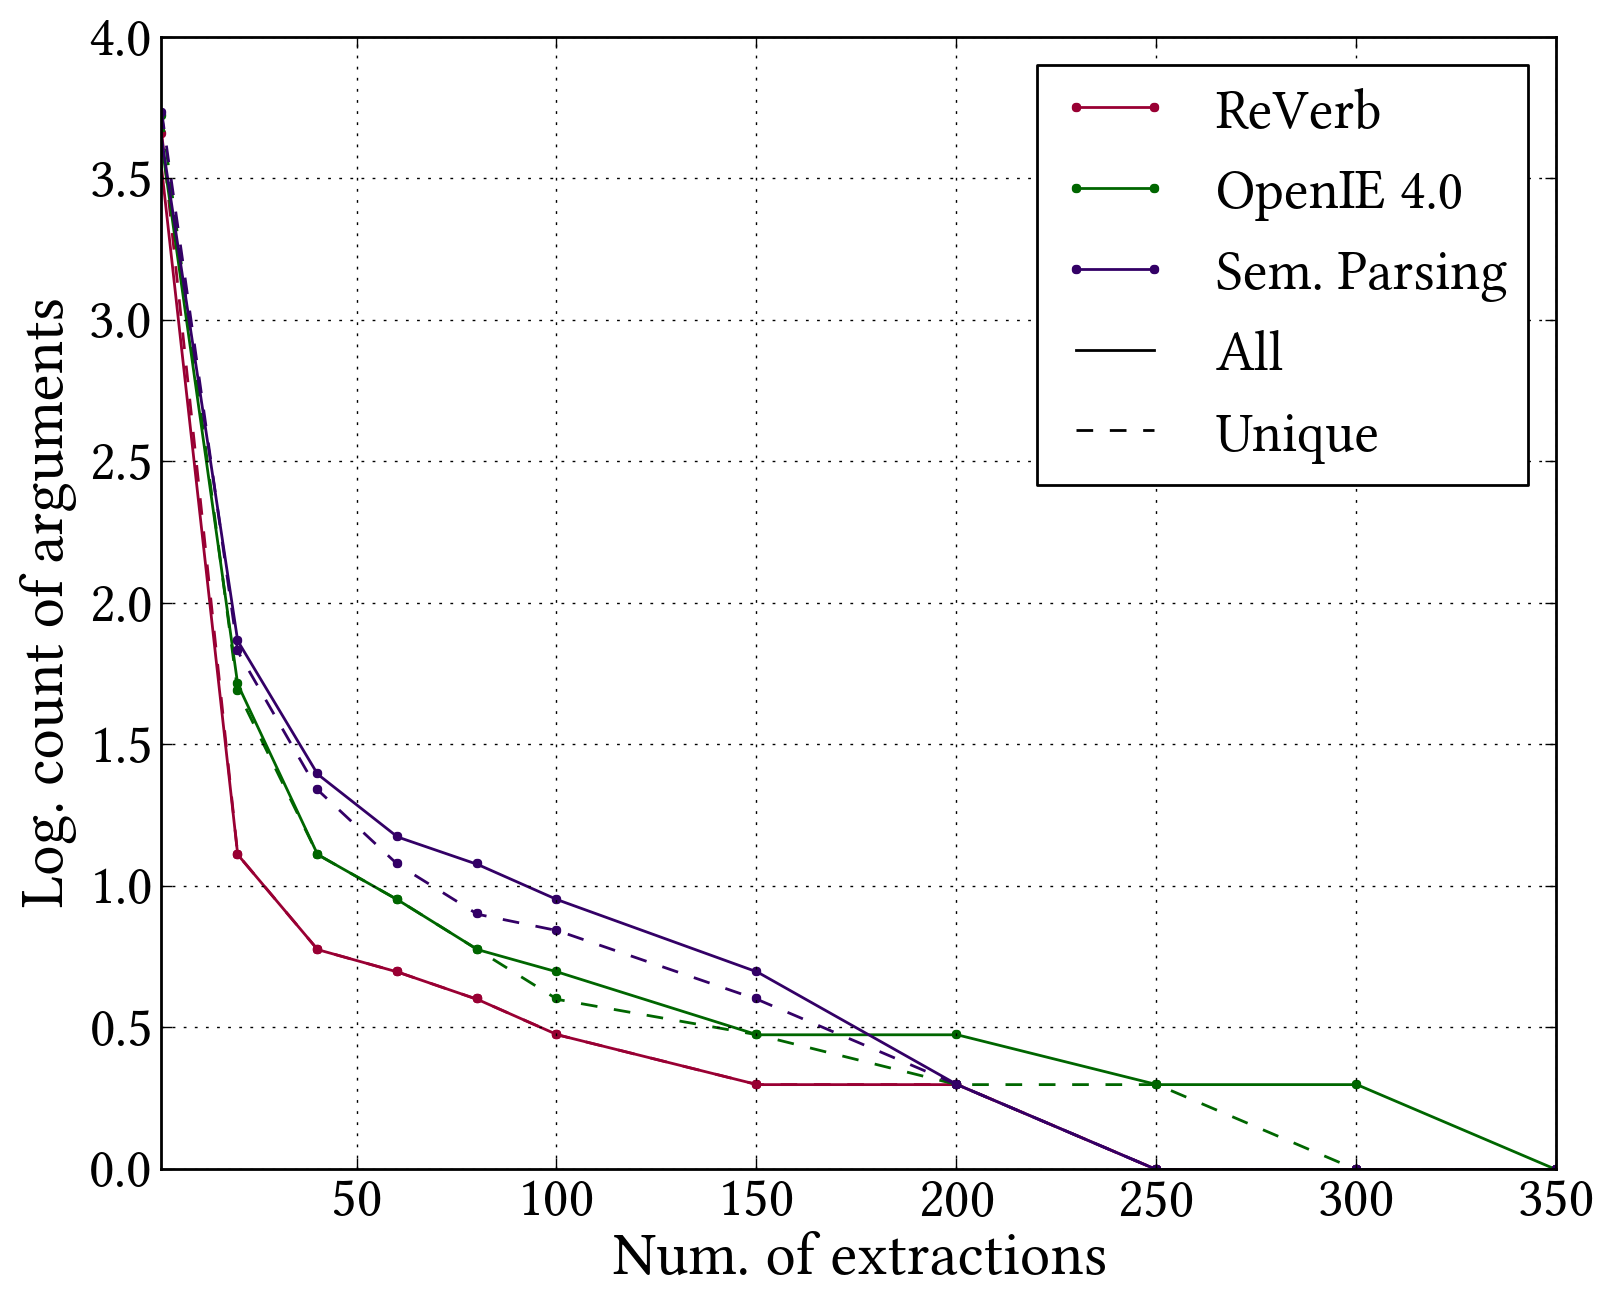 4.0
3.5
3.0
2.5
2.0
1.5
1.0
0.5
0.0
Log. count of arguments
ReVerb
OpenIE 4.0
Sem. Parsing
All
Unique
50 100 150 200 250 300 350
Num. of extractions